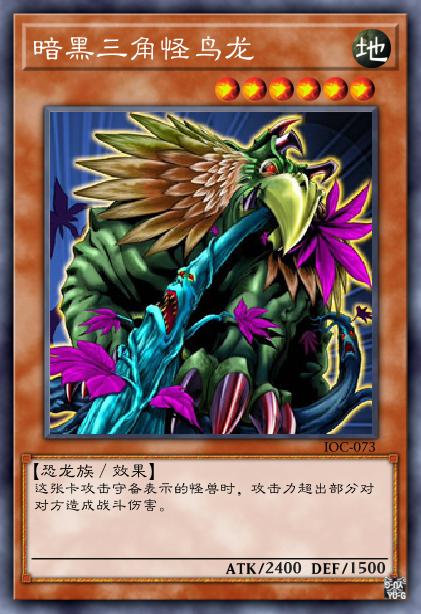 暗黑三角怪鸟龙
地
IOC-073
【恐龙族／效果】
这张卡攻击守备表示的怪兽时，攻击力超出部分对
对方造成战斗伤害。
ATK/2400 DEF/1500